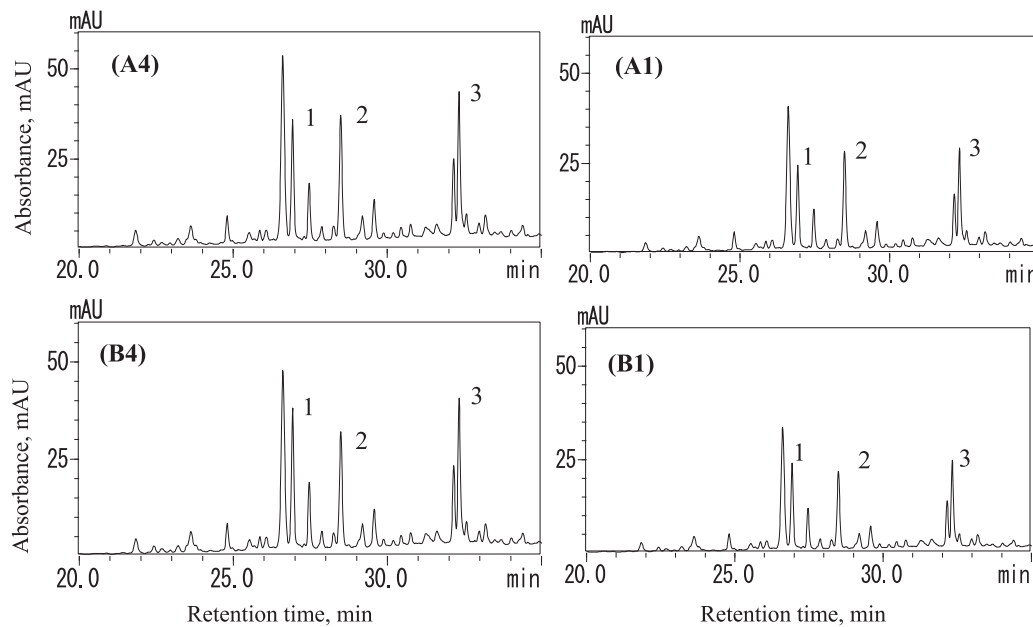 mAU
(A4)
50
25
1
2
3
Absorbance, mAU
20.0 25.0 30.0 min
mAU
(A1)
50
25
1
2
3
20.0 25.0 30.0 min
mAU
(B4)
50
25
1
2
3
Absorbance, mAU
20.0 25.0 30.0 min
Retention time, min
mAU
(B1)
50
25
1
2
3
20.0 25.0 30.0 min
Retention time, min